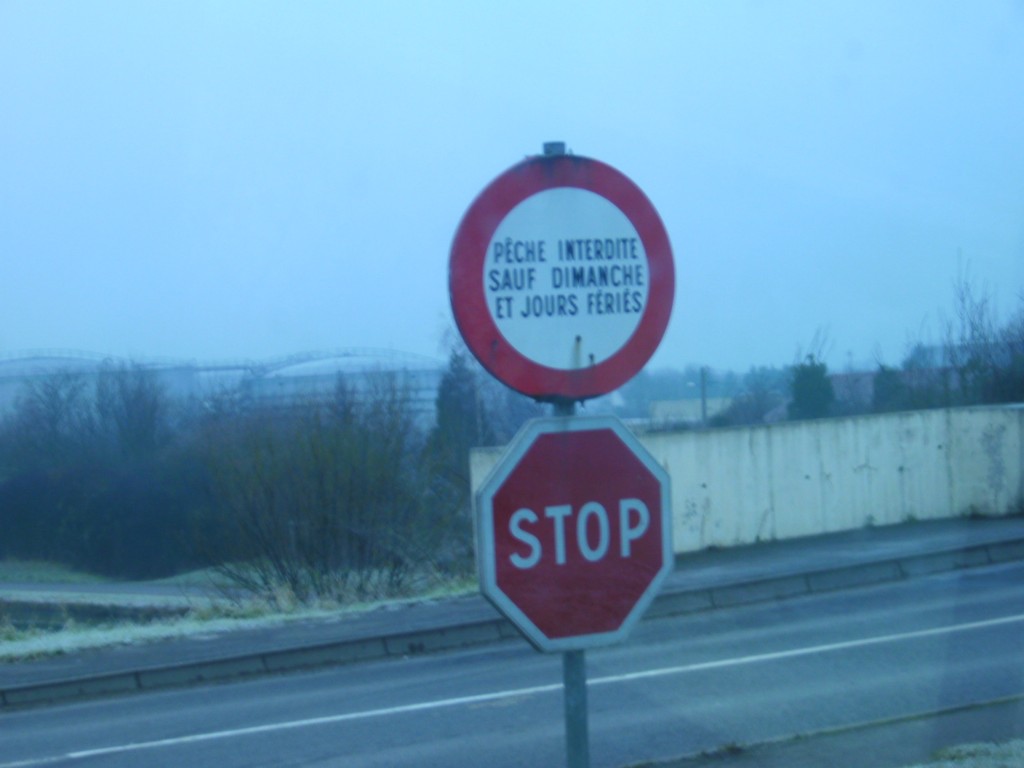 PÊCHE INTERDITE
SAUF DIMANCHE
ET JOURS FÉRIÉS
STOP